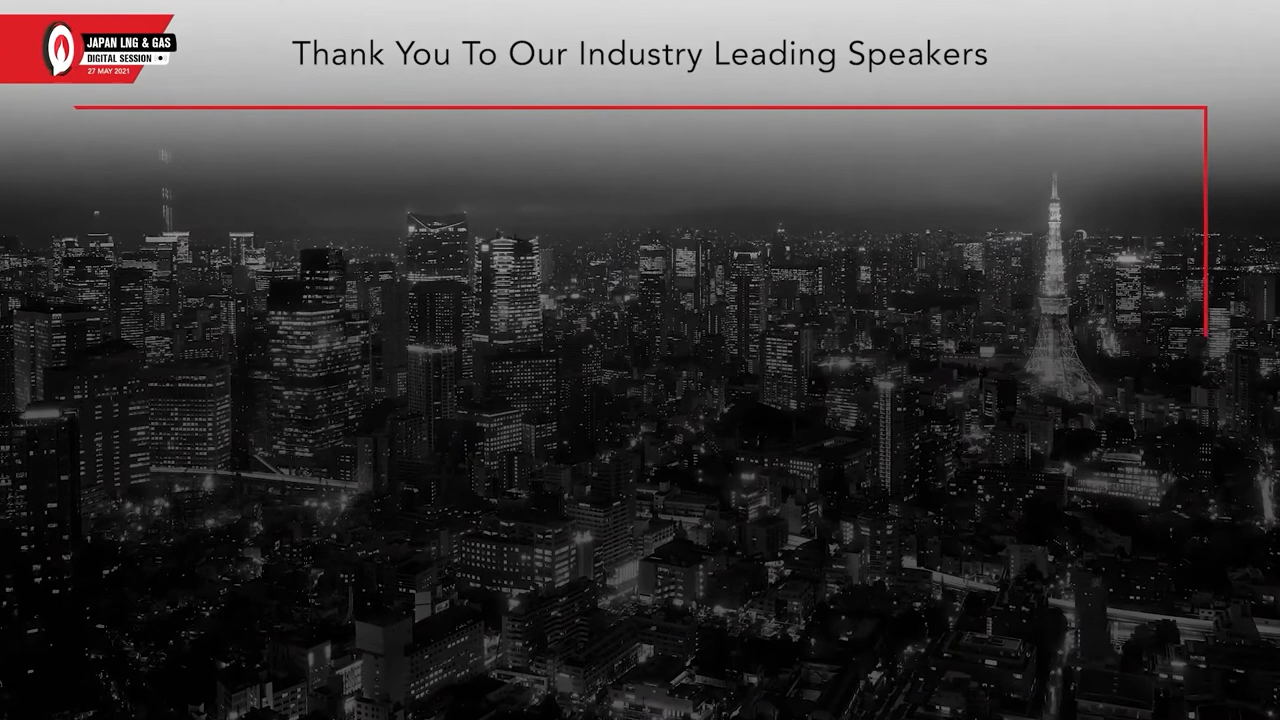 JAPAN LNG & GAS
DIGITAL SESSION
27 MAY 2021
Thank You To Our Industry Leading Speakers